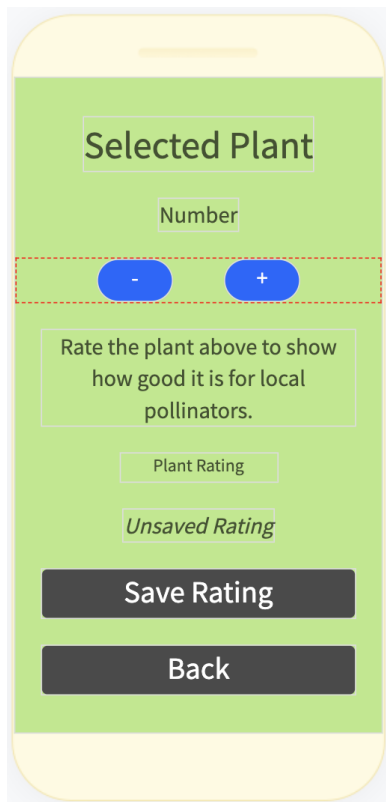 Selected Plant
Number
- +
Rate the plant above to show
how good it is for local
pollinators.
Plant Rating
Unsaved Rating
Save Rating
Back